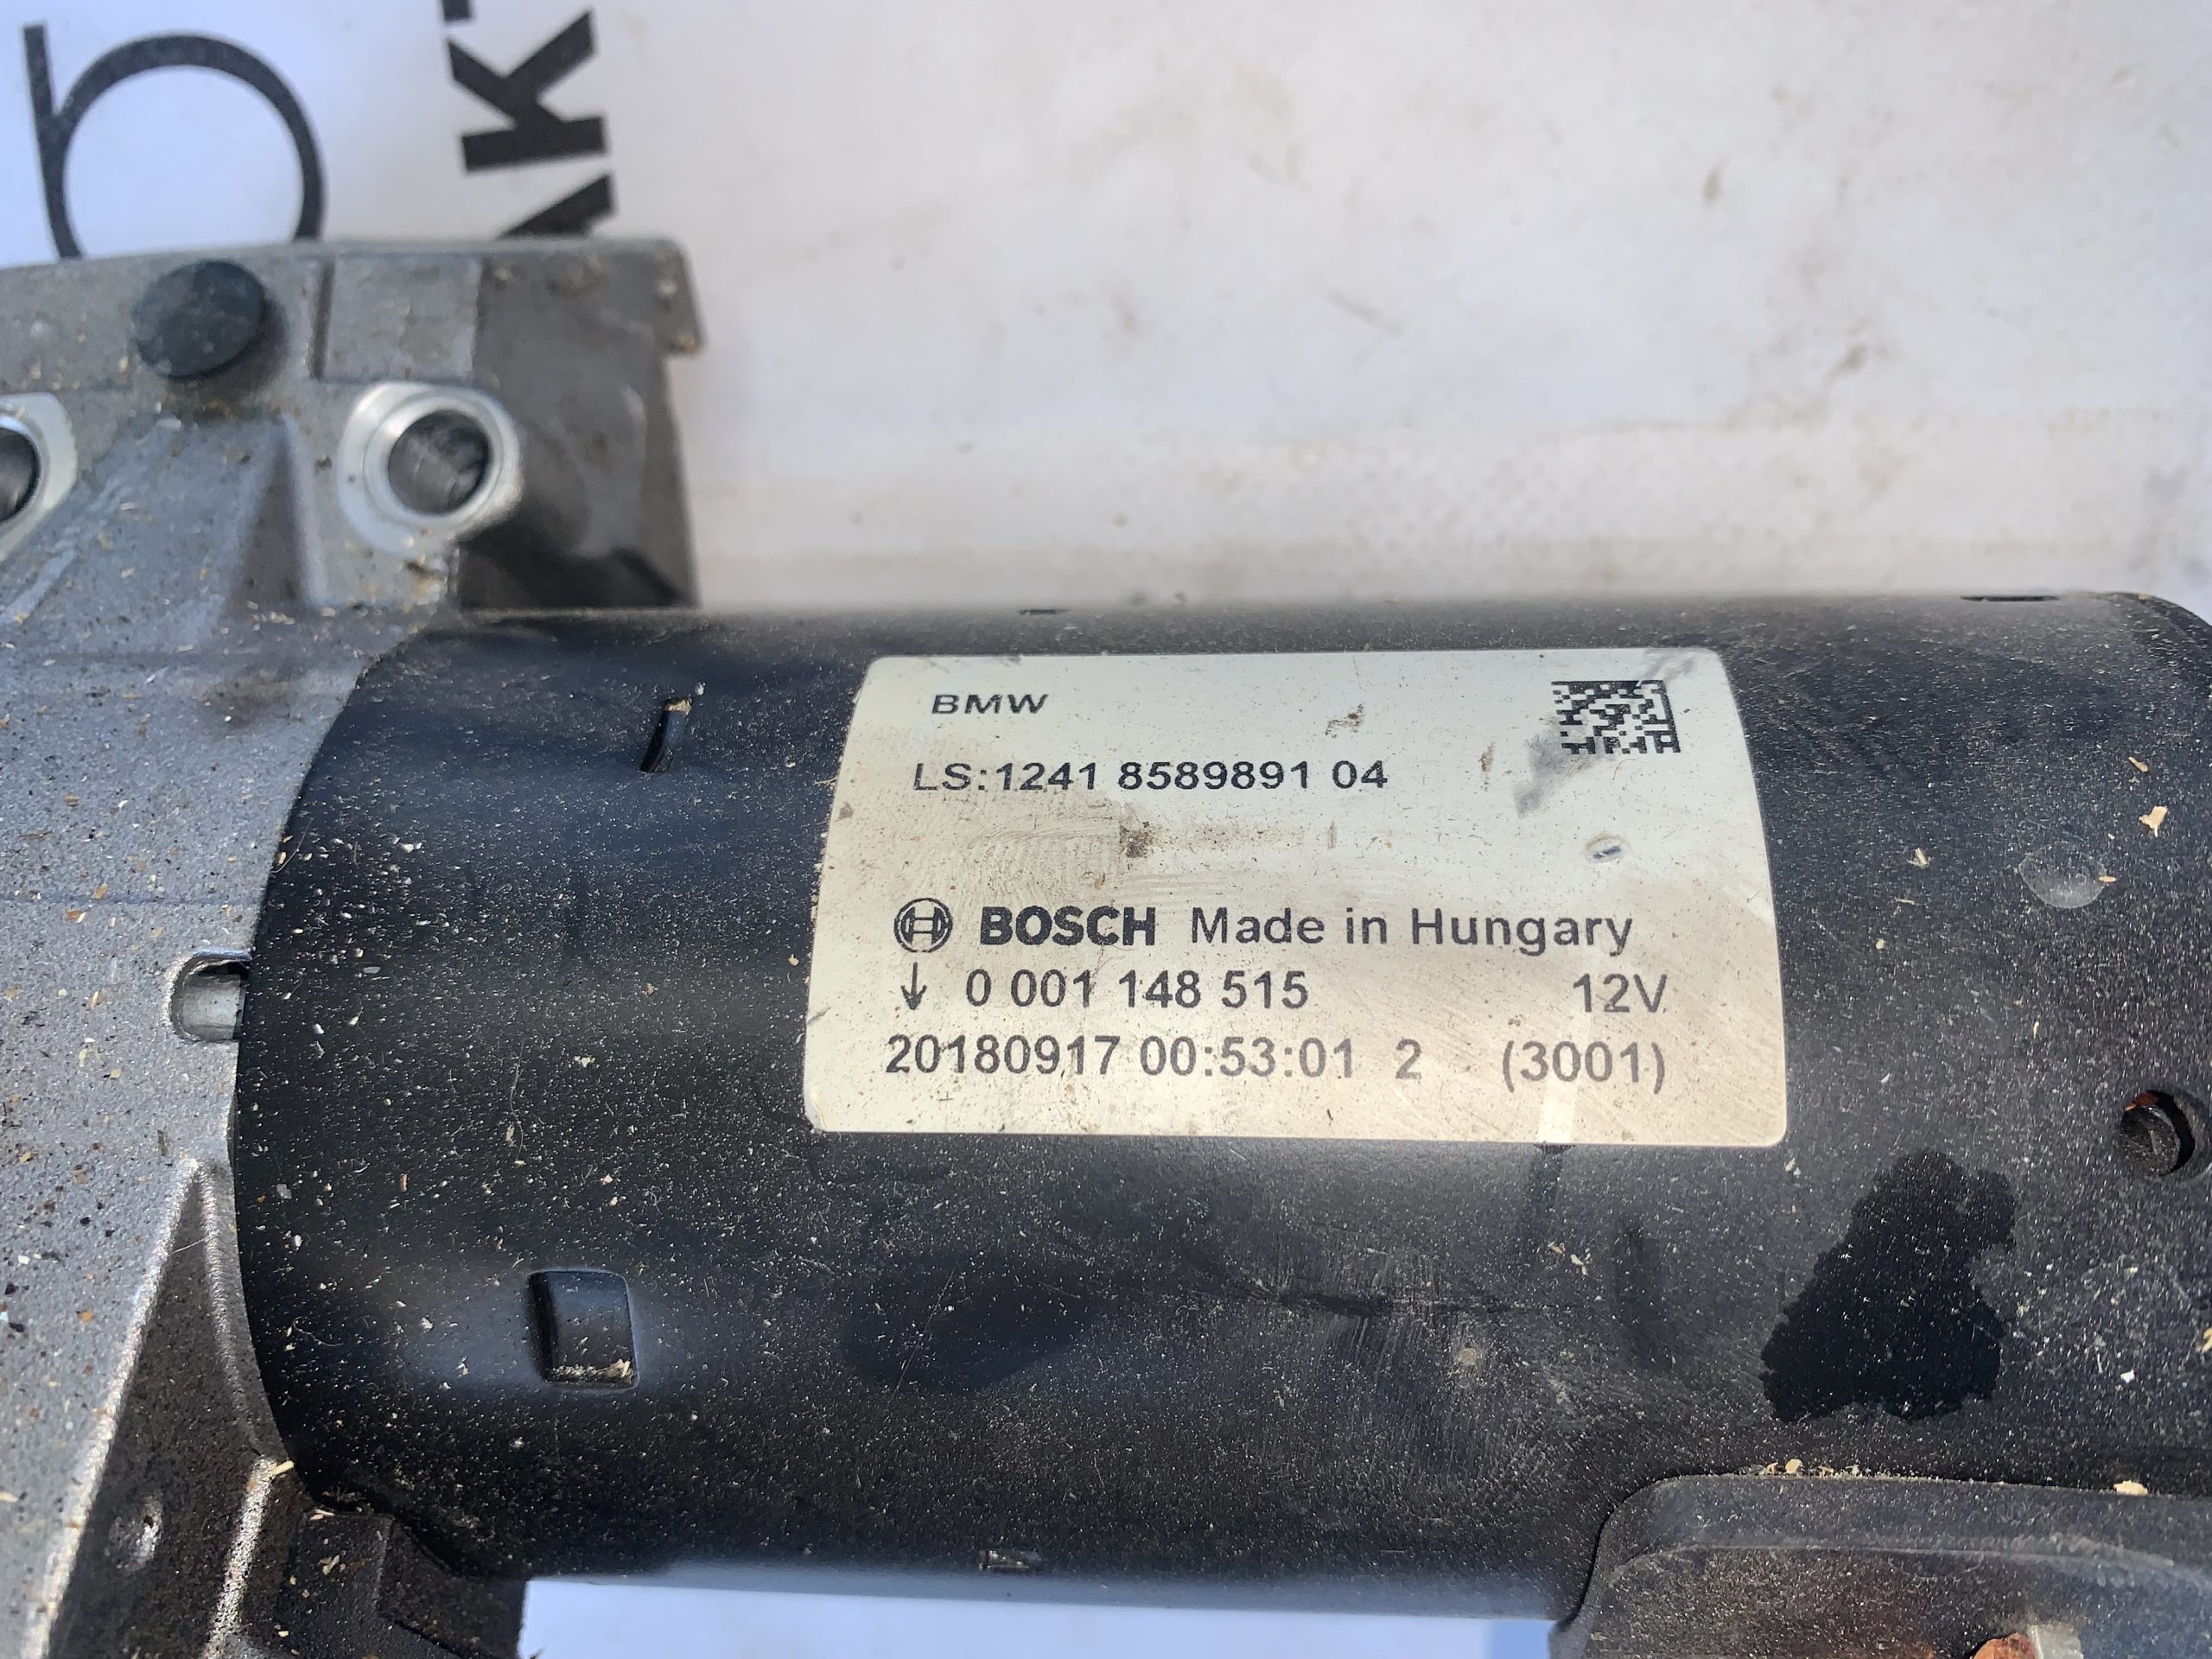 AK
BMW
LS:1241 8589891 04
BOSCH Made in Hungary
↓ 0 001 148 515 12V
20180917 00:53:01 2 (3001)